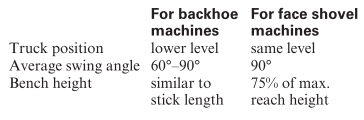 For backhoe For face shovel
machines machines
Truck position lower level same level
Average swing angle 60°–90° 90°
Bench height similar to 75% of max.
stick length reach height